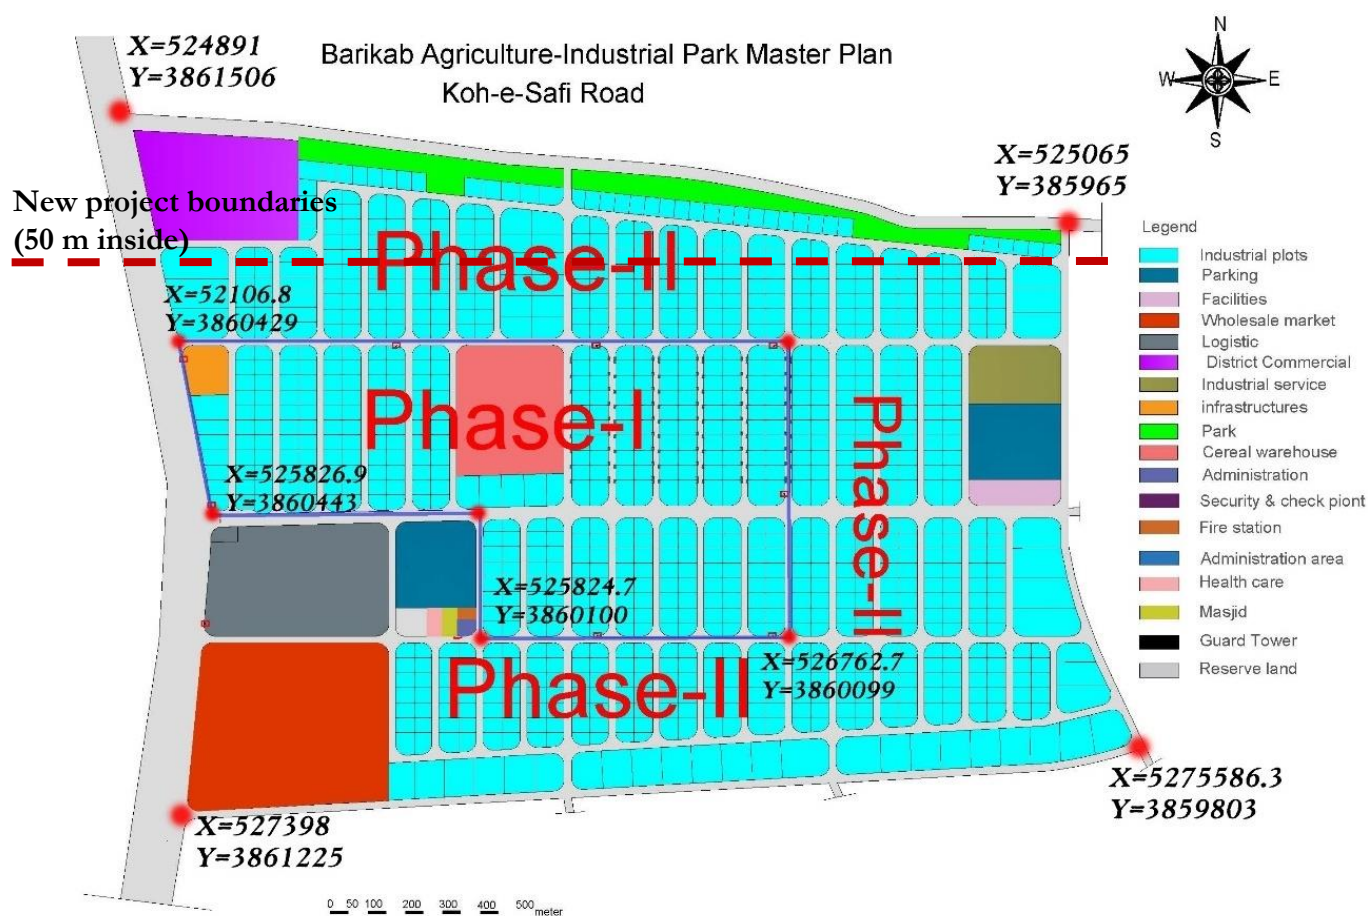 X=524891
Y=3861506
Barikab Agriculture-Industrial Park Master Plan
Koh-e-Safi Road
N
W
E
S
X=525065
Y=385965
New project boundaries
(50 m inside)
Phase-II
X=52106.8
Y=3860429
Phase-I
Phase-II
X=525826.9
Y=3860443
X=525824.7
Y=3860100
X=526762.7
Y=3860099
Phase-II
X=5275586.3
Y=3859803
X=527398
Y=3861225
0 50 100 200 300 400 500 meter
Legend
Industrial plots
Parking
Facilities
Wholesale market
Logistic
District Commercial
Industrial service
infrastructures
Park
Cereal warehouse
Administration
Security & check piont
Fire station
Administration area
Health care
Masjid
Guard Tower
Reserve land